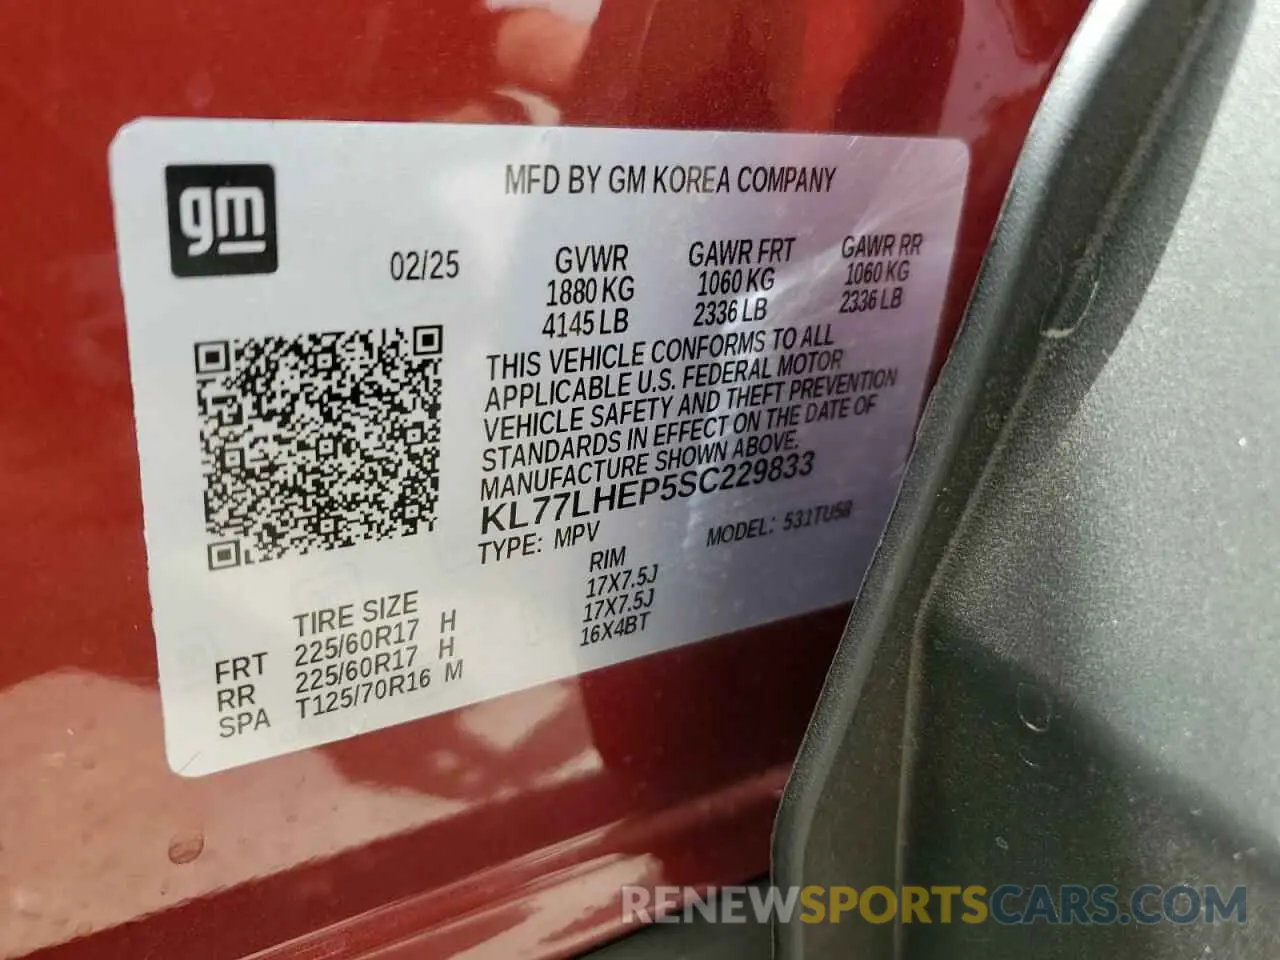 gm
MFD BY GM KOREA COMPANY
02/25
GVWR GAWR FRT GAWR RR
1880 KG 1060 KG 1060 KG
4145 LB 2336 LB 2336 LB
THIS VEHICLE CONFORMS TO ALL
APPLICABLE U.S. FEDERAL MOTOR
VEHICLE SAFETY AND THEFT PREVENTION
STANDARDS IN EFFECT ON THE DATE OF
MANUFACTURE SHOWN ABOVE.
KL77LHEP5SC229833
TYPE: MPV MODEL: 531TU58
TIRE SIZE RIM
FRT 225/60R17 H 17X7.5J
RR 225/60R17 H 17X7.5J
SPA T125/70R16 M 16X4BT
RENEWSPORTSCARS.COM